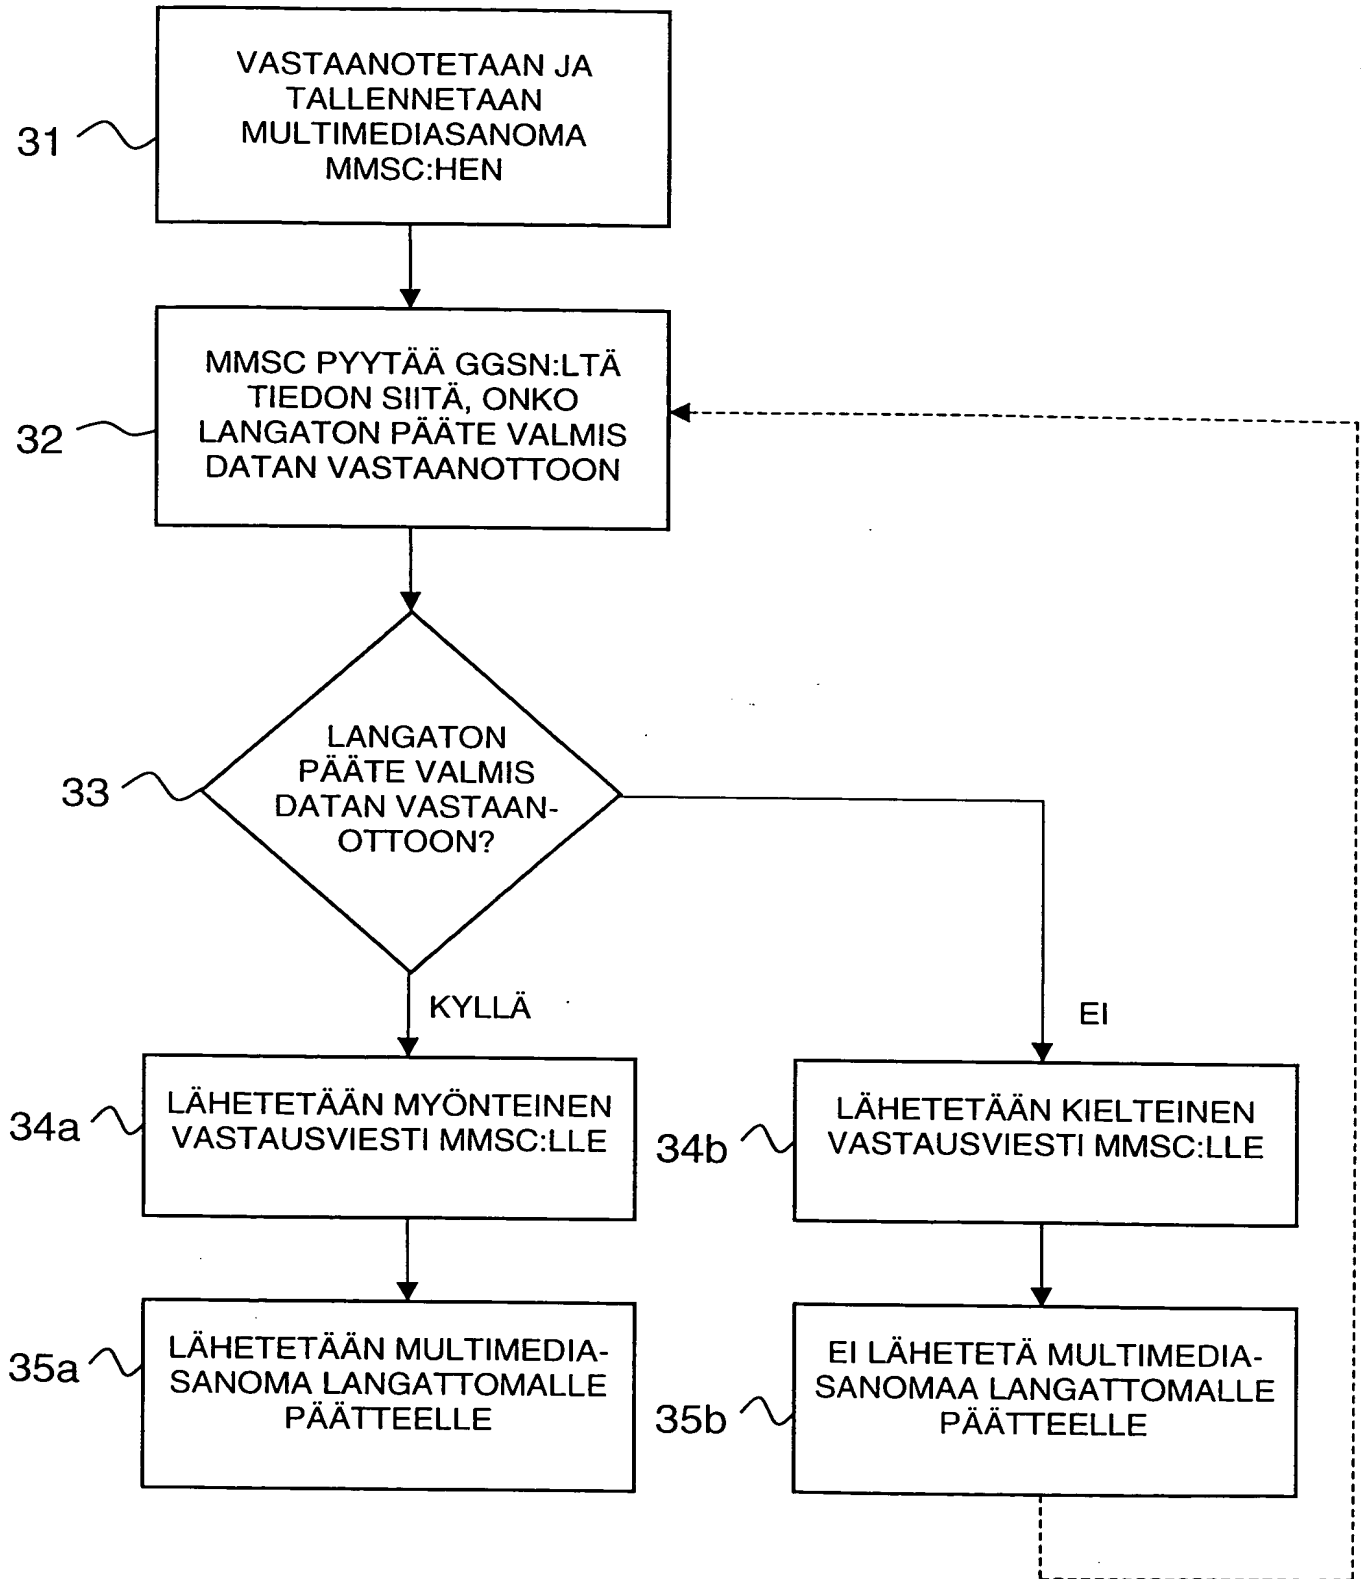 31
VASTAANOTETAAN JA
TALLENNETAAN
MULTIMEDIASANOMA
MMSC:HEN
32
MMSC PYYTÄÄ GGSN:LTÄ
TIEDON SIITÄ, ONKO
LANGATON PÄÄTE VALMIS
DATAN VASTAANOTTOON
33
LANGATON
PÄÄTE VALMIS
DATAN VASTAAN-
OTTOON?
KYLLÄ
EI
34a
LÄHETETÄÄN MYÖNTEINEN
VASTAUSVIESTI MMSC:LLE
34b
LÄHETETÄÄN KIELTEINEN
VASTAUSVIESTI MMSC:LLE
35a
LÄHETETÄÄN MULTIMEDIA-
SANOMA LANGATTOMALLE
PÄÄTTEELLE
35b
EI LÄHETETÄ MULTIMEDIA-
SANOMAA LANGATTOMALLE
PÄÄTTEELLE